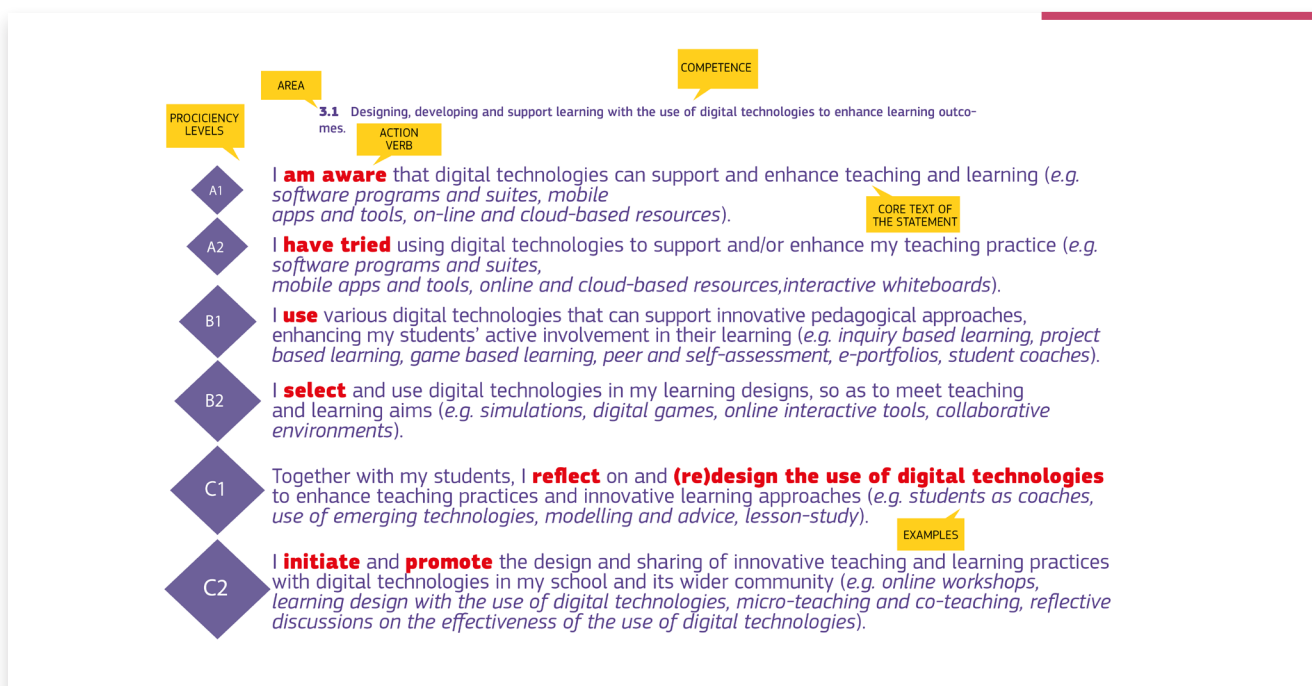 COMPETENCE
AREA
3.1 Designing, developing and support learning with the use of digital technologies to enhance learning outco-
mes.
PROCICIENCY
LEVELS
ACTION
VERB
A1
I am aware that digital technologies can support and enhance teaching and learning (e.g.
software programs and suites, mobile
apps and tools, on-line and cloud-based resources).
CORE TEXT OF
THE STATEMENT
A2
I have tried using digital technologies to support and/or enhance my teaching practice (e.g.
software programs and suites,
mobile apps and tools, online and cloud-based resources,interactive whiteboards).
B1
I use various digital technologies that can support innovative pedagogical approaches,
enhancing my students' active involvement in their learning (e.g. inquiry based learning, project
based learning, game based learning, peer and self-assessment, e-portfolios, student coaches).
B2
I select and use digital technologies in my learning designs, so as to meet teaching
and learning aims (e.g. simulations, digital games, online interactive tools, collaborative
environments).
C1
Together with my students, I reflect on and (re)design the use of digital technologies
to enhance teaching practices and innovative learning approaches (e.g. students as coaches,
use of emerging technologies, modelling and advice, lesson-study).
EXAMPLES
C2
I initiate and promote the design and sharing of innovative teaching and learning practices
with digital technologies in my school and its wider community (e.g. online workshops,
learning design with the use of digital technologies, micro-teaching and co-teaching, reflective
discussions on the effectiveness of the use of digital technologies).